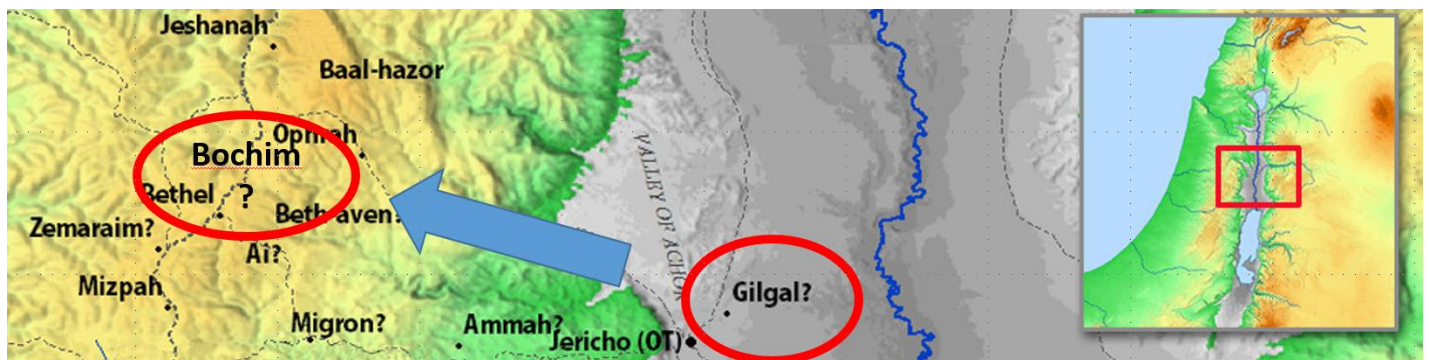 Jeshanah
Baal-hazor
Ophrah
Bochim
?
Bethel
Beth-aven?
Zemaraim?
Ai?
Mizpah
Migron?
Ammah?
Jericho (OT)
VALLEY OF ACHOR
Gilgal?